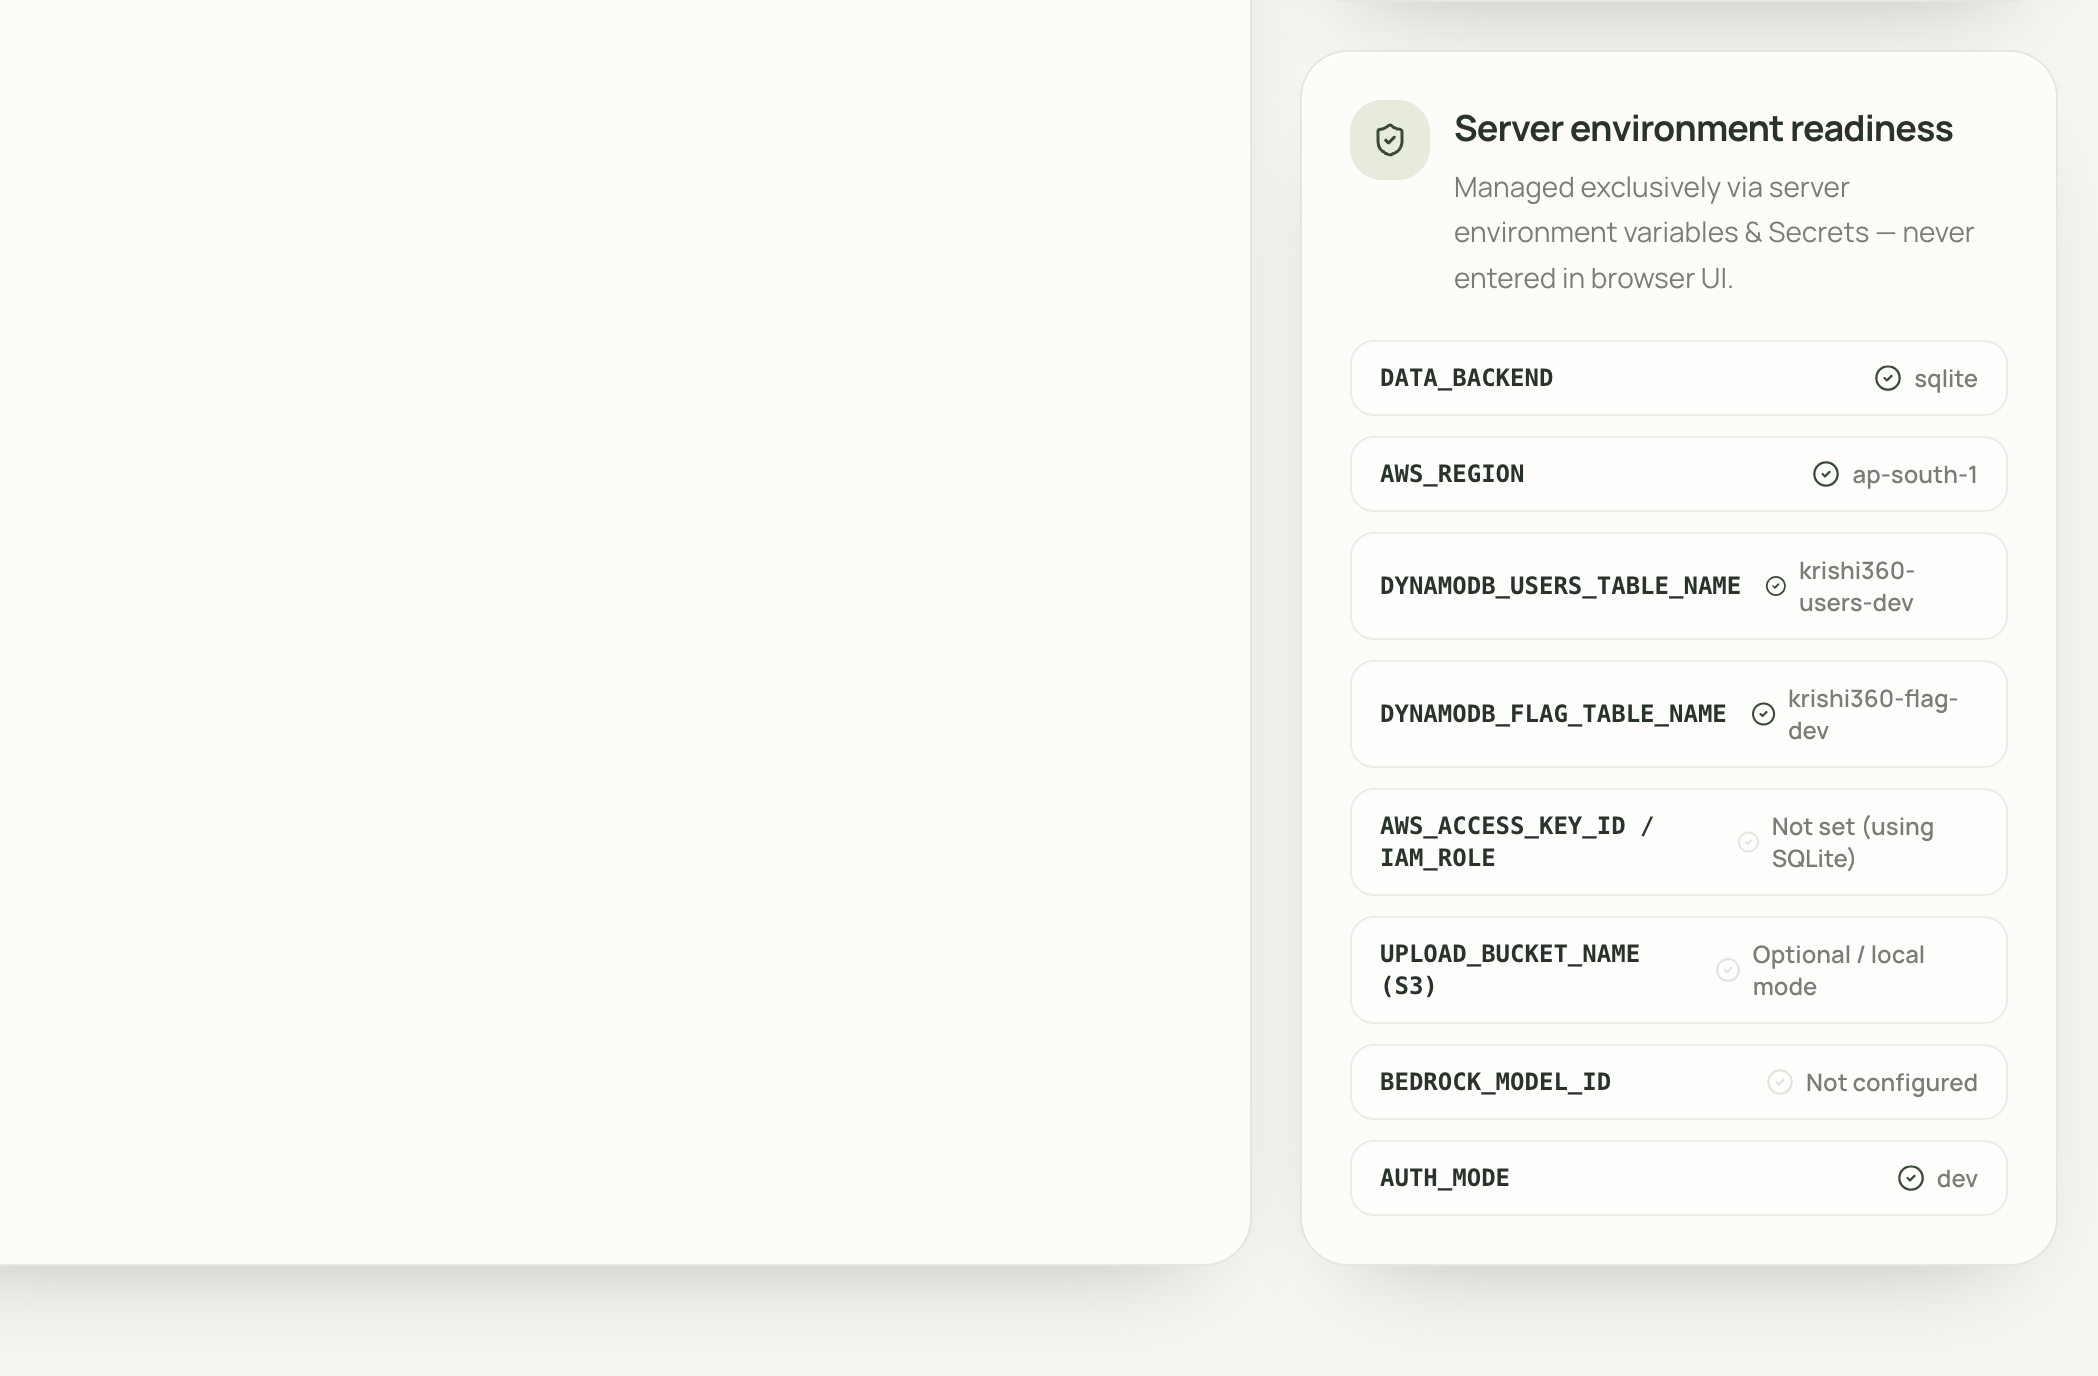 Server environment readiness
Managed exclusively via server
environment variables & Secrets — never
entered in browser UI.
DATA_BACKEND sqlite
AWS_REGION ap-south-1
DYNAMODB_USERS_TABLE_NAME krishi360-
users-dev
DYNAMODB_FLAG_TABLE_NAME krishi360-flag-
dev
AWS_ACCESS_KEY_ID / Not set (using
IAM_ROLE SQLite)
UPLOAD_BUCKET_NAME Optional / local
(S3) mode
BEDROCK_MODEL_ID Not configured
AUTH_MODE dev